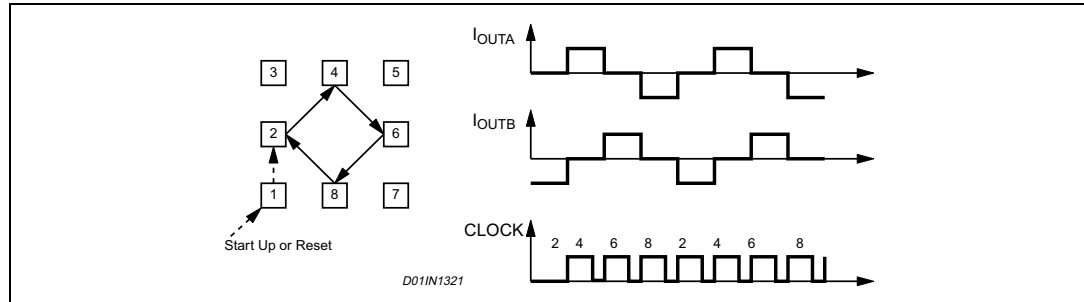 3 4 5
2 6
1 8 7
Start Up or Reset
D01IN1321
IOUTA
IOUTB
CLOCK
2 4 6 8 2 4 6 8